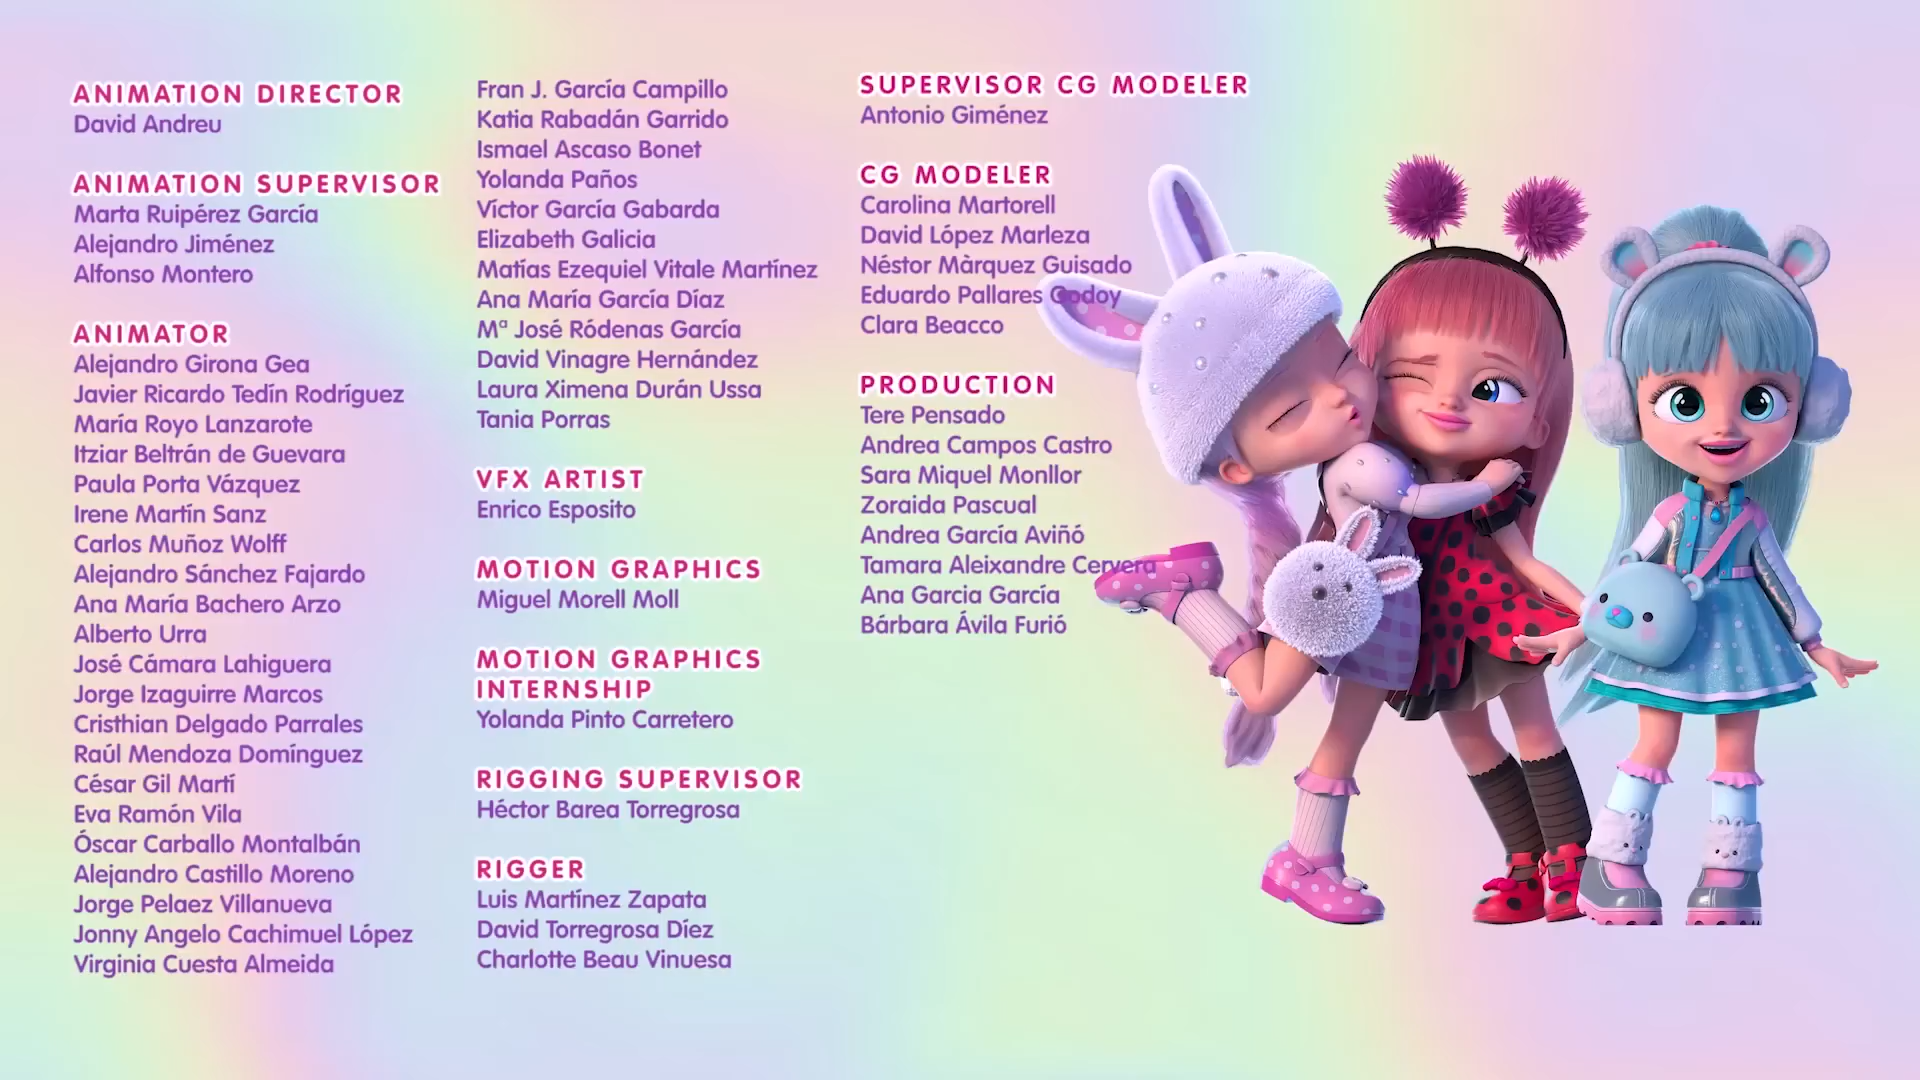 ANIMATION DIRECTOR
David Andreu
ANIMATION SUPERVISOR
Marta Ruipérez García
Alejandro Jiménez
Alfonso Montero
ANIMATOR
Alejandro Girona Gea
Javier Ricardo Tedín Rodríguez
María Royo Lanzarote
Itziar Beltrán de Guevara
Paula Porta Vázquez
Irene Martín Sanz
Carlos Muñoz Wolff
Alejandro Sánchez Fajardo
Ana María Bachero Arzo
Alberto Urra
José Cámara Lahiguera
Jorge Izaguirre Marcos
Cristhian Delgado Parrales
Raúl Mendoza Domínguez
César Gil Martí
Eva Ramón Vila
Óscar Carballo Montalbán
Alejandro Castillo Moreno
Jorge Pelaez Villanueva
Jonny Angelo Cachimuel López
Virginia Cuesta Almeida
Fran J. García Campillo
Katia Rabadán Garrido
Ismael Ascaso Bonet
Yolanda Paños
Víctor García Gabarda
Elizabeth Galicia
Matías Ezequiel Vitale Martínez
Ana María García Díaz
Mª José Ródenas García
David Vinagre Hernández
Laura Ximena Durán Ussa
Tania Porras
VFX ARTIST
Enrico Esposito
MOTION GRAPHICS
Miguel Morell Moll
MOTION GRAPHICS
INTERNSHIP
Yolanda Pinto Carretero
RIGGING SUPERVISOR
Héctor Barea Torregrosa
RIGGER
Luis Martínez Zapata
David Torregrosa Díez
Charlotte Beau Vinuesa
SUPERVISOR CG MODELER
Antonio Giménez
CG MODELER
Carolina Martorell
David López Marleza
Néstor Màrquez Guisado
Eduardo Pallares Godoy
Clara Beacco
PRODUCTION
Tere Pensado
Andrea Campos Castro
Sara Miquel Monllor
Zoraida Pascual
Andrea García Aviñó
Tamara Aleixandre Cervera
Ana Garcia García
Bárbara Ávila Furió